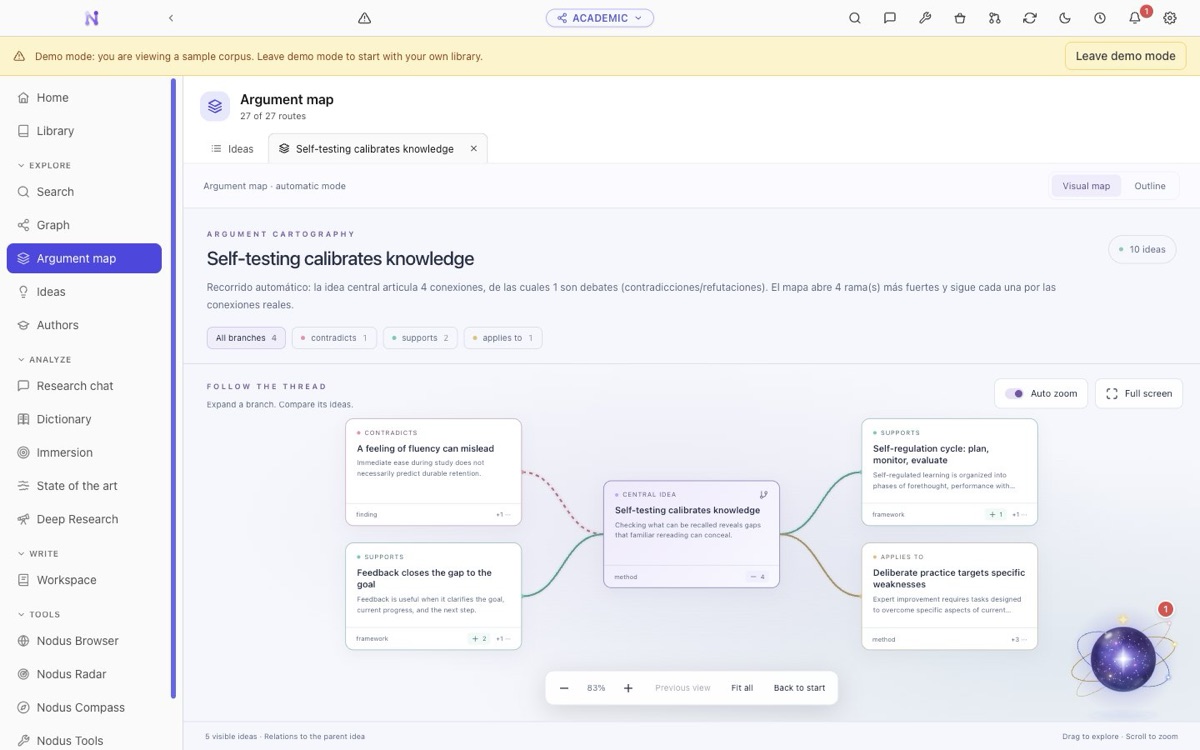 ACADEMIC
1
Demo mode: you are viewing a sample corpus. Leave demo mode to start with your own library.
Leave demo mode
Home
Library
EXPLORE
Search
Graph
Argument map
Ideas
Authors
ANALYZE
Research chat
Dictionary
Immersion
State of the art
Deep Research
WRITE
Workspace
TOOLS
Nodus Browser
Nodus Radar
Nodus Compass
Nodus Tools
Argument map
27 of 27 routes
Ideas
Self-testing calibrates knowledge
Argument map · automatic mode
Visual map
Outline
ARGUMENT CARTOGRAPHY
Self-testing calibrates knowledge
10 ideas
Recorrido automático: la idea central articula 4 conexiones, de las cuales 1 son debates (contradicciones/refutaciones). El mapa abre 4 rama(s) más fuertes y sigue cada una por las
conexiones reales.
All branches 4
contradicts 1
supports 2
applies to 1
FOLLOW THE THREAD
Expand a branch. Compare its ideas.
Auto zoom
Full screen
CONTRADICTS
A feeling of fluency can mislead
Immediate ease during study does not
necessarily predict durable retention.
finding
+1 ···
SUPPORTS
Feedback closes the gap to the
goal
Feedback is useful when it clarifies the goal,
current progress, and the next step.
framework
+ 2
+1 ···
CENTRAL IDEA
Self-testing calibrates knowledge
Checking what can be recalled reveals gaps
that familiar rereading can conceal.
method
− 4
SUPPORTS
Self-regulation cycle: plan,
monitor, evaluate
Self-regulated learning is organized into
phases of forethought, performance with...
framework
+ 1
+1 ···
APPLIES TO
Deliberate practice targets specific
weaknesses
Expert improvement requires tasks designed
to overcome specific aspects of current...
method
+3 ···
1
− 83% +
Previous view
Fit all
Back to start
5 visible ideas · Relations to the parent idea
Drag to explore · Scroll to zoom